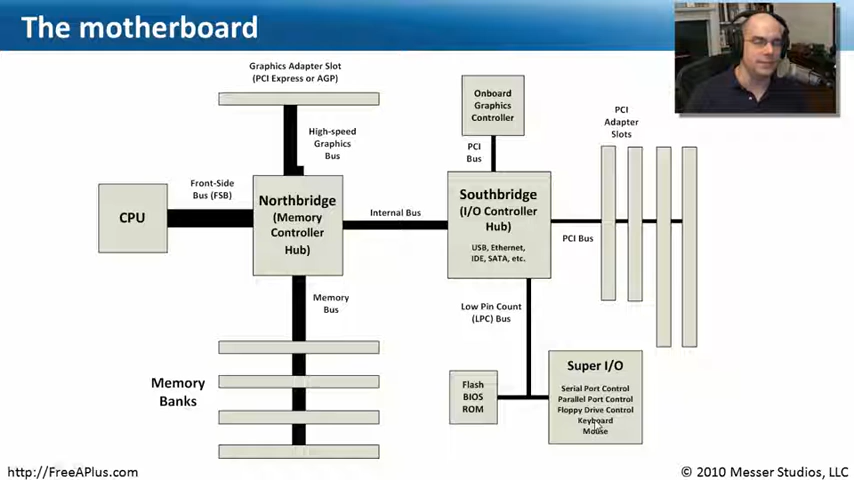 The motherboard
Graphics Adapter Slot
(PCI Express or AGP)
High-speed
Graphics
Bus
Onboard
Graphics
Controller
PCI
Bus
PCI
Adapter
Slots
CPU
Front-Side
Bus (FSB)
Northbridge
(Memory
Controller
Hub)
Internal Bus
Southbridge
(I/O Controller
Hub)
USB, Ethernet,
IDE, SATA, etc.
PCI Bus
Memory
Bus
Low Pin Count
(LPC) Bus
Memory
Banks
Flash
BIOS
ROM
Super I/O
Serial Port Control
Parallel Port Control
Floppy Drive Control
Keyboard
Mouse
http://FreeAPlus.com
© 2010 Messer Studios, LLC